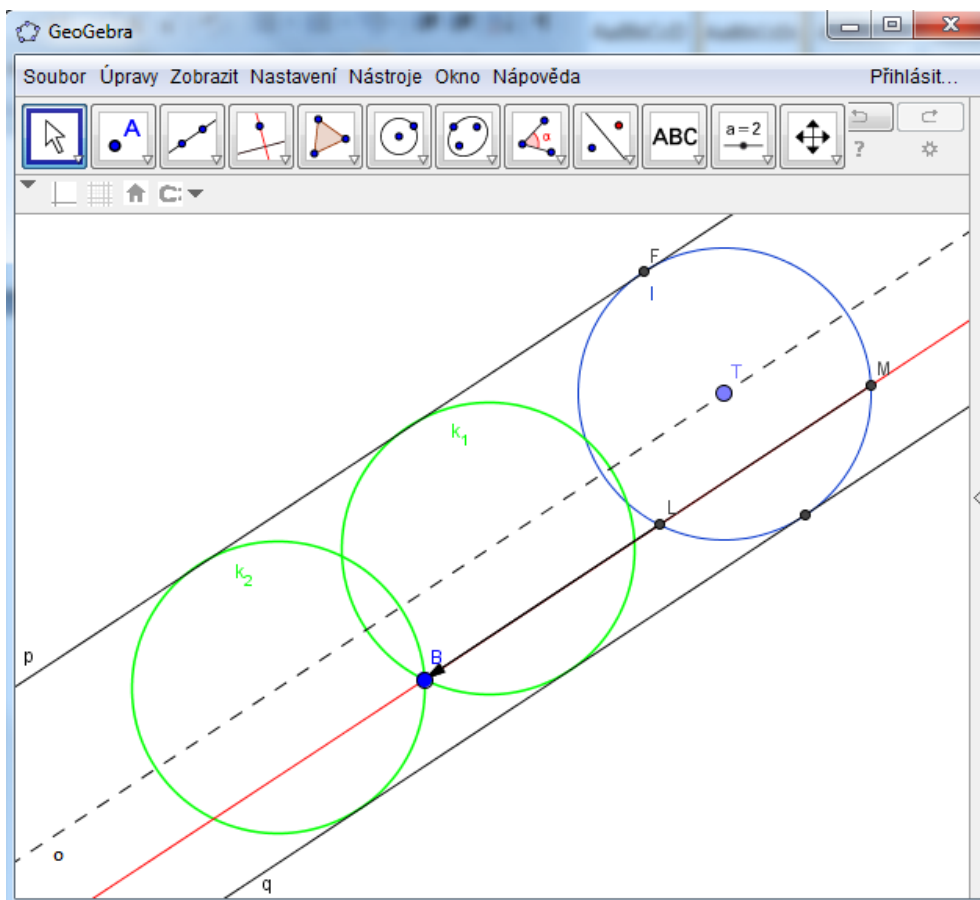 GeoGebra
Soubor Úpravy Zobrazit Nastavení Nástroje Okno Nápověda Přihlásit...
A α ABC a=2 ?
F
l
T
M
k1
L
k2
B
p
o
q